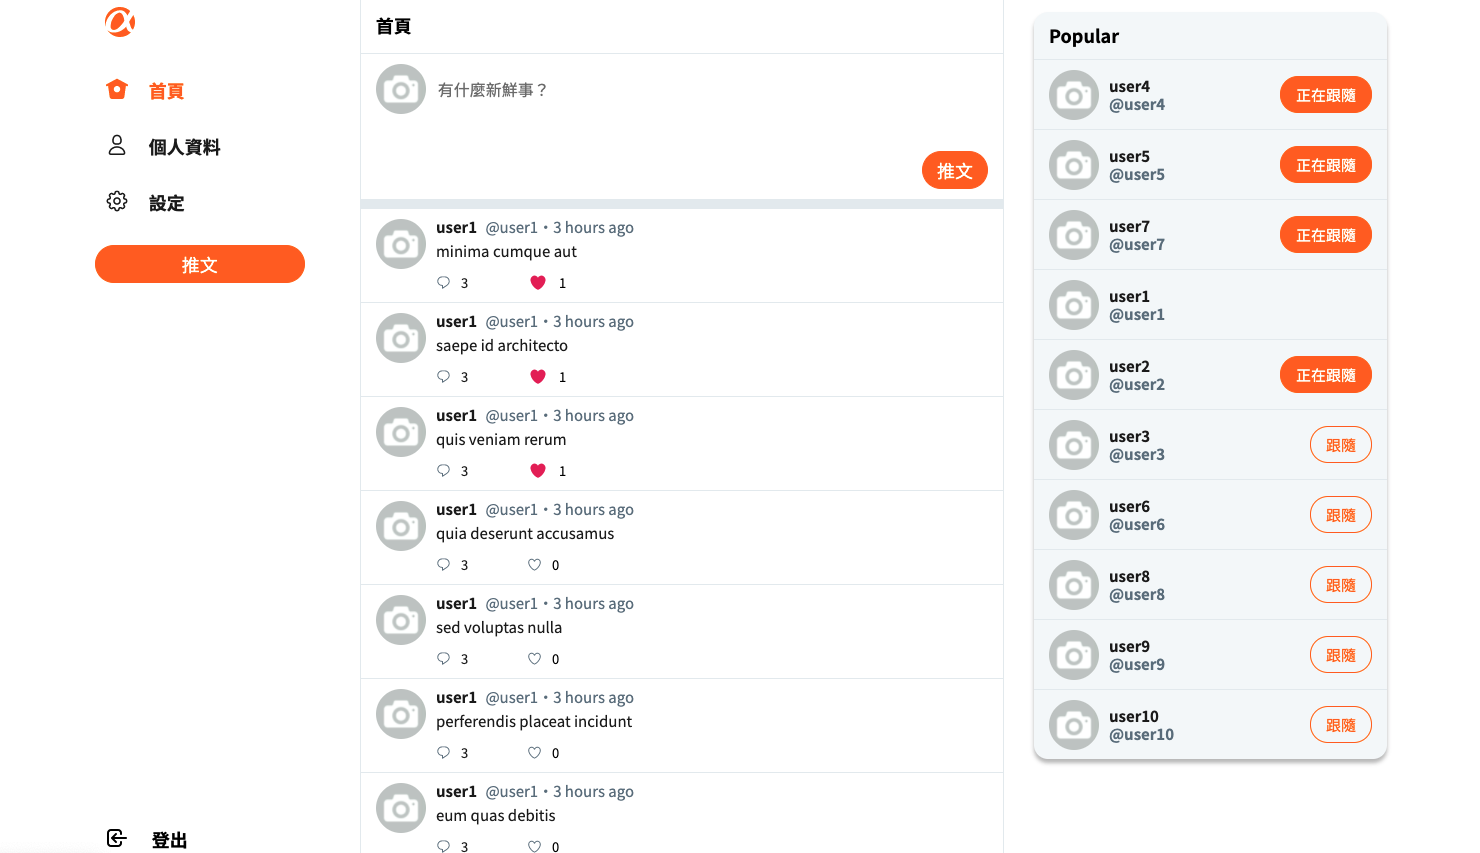 首頁
個人資料
設定
推文
登出
首頁
有什麼新鮮事？
推文
user1 @user1・3 hours ago
minima cumque aut
3 1
user1 @user1・3 hours ago
saepe id architecto
3 1
user1 @user1・3 hours ago
quis veniam rerum
3 1
user1 @user1・3 hours ago
quia deserunt accusamus
3 0
user1 @user1・3 hours ago
sed voluptas nulla
3 0
user1 @user1・3 hours ago
perferendis placeat incidunt
3 0
user1 @user1・3 hours ago
eum quas debitis
3 0
Popular
user4
@user4
正在跟隨
user5
@user5
正在跟隨
user7
@user7
正在跟隨
user1
@user1
user2
@user2
正在跟隨
user3
@user3
跟隨
user6
@user6
跟隨
user8
@user8
跟隨
user9
@user9
跟隨
user10
@user10
跟隨